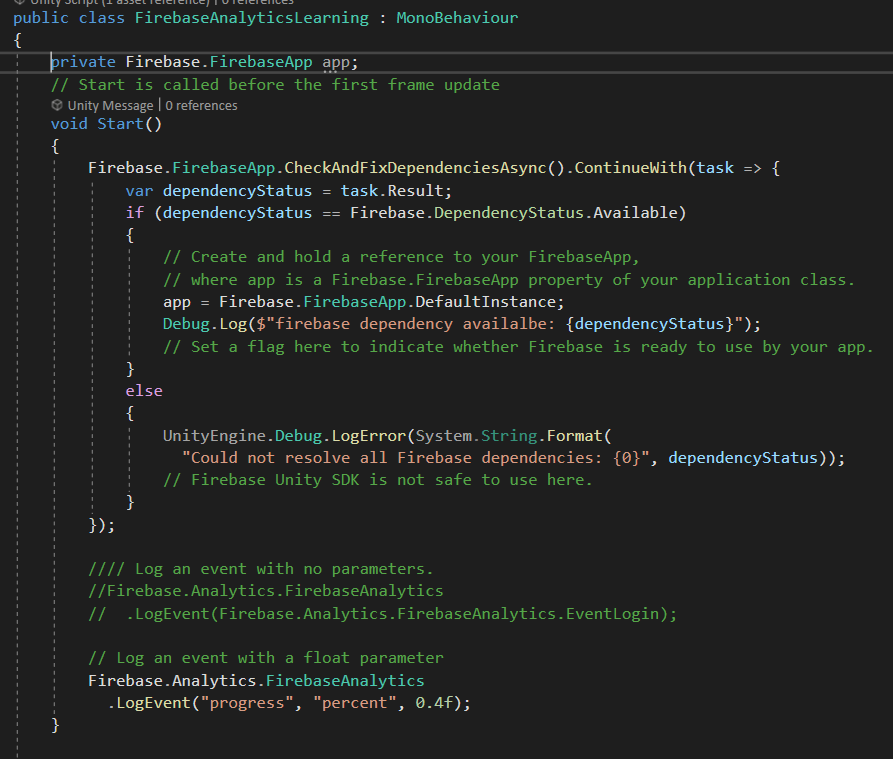 Unity Script (1 asset reference) | 0 references
public class FirebaseAnalyticsLearning : MonoBehaviour
{
private Firebase.FirebaseApp app;
// Start is called before the first frame update
Unity Message | 0 references
void Start()
{
Firebase.FirebaseApp.CheckAndFixDependenciesAsync().ContinueWith(task => {
var dependencyStatus = task.Result;
if (dependencyStatus == Firebase.DependencyStatus.Available)
{
// Create and hold a reference to your FirebaseApp,
// where app is a Firebase.FirebaseApp property of your application class.
app = Firebase.FirebaseApp.DefaultInstance;
Debug.Log($"firebase dependency availalbe: {dependencyStatus}");
// Set a flag here to indicate whether Firebase is ready to use by your app.
}
else
{
UnityEngine.Debug.LogError(System.String.Format(
"Could not resolve all Firebase dependencies: {0}", dependencyStatus));
// Firebase Unity SDK is not safe to use here.
}
});
//// Log an event with no parameters.
//Firebase.Analytics.FirebaseAnalytics
//  .LogEvent(Firebase.Analytics.FirebaseAnalytics.EventLogin);
// Log an event with a float parameter
Firebase.Analytics.FirebaseAnalytics
.LogEvent("progress", "percent", 0.4f);
}